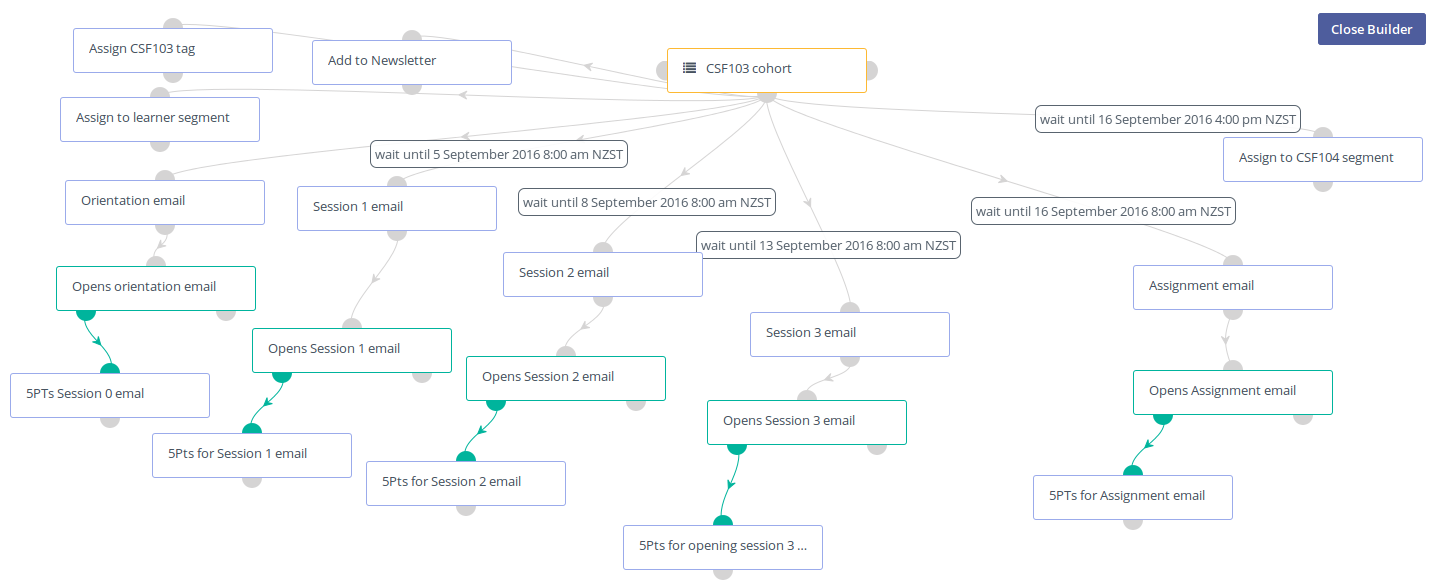 Close Builder
Assign CSF103 tag
Add to Newsletter
CSF103 cohort
Assign to learner segment
wait until 16 September 2016 4:00 pm NZST
wait until 5 September 2016 8:00 am NZST
Assign to CSF104 segment
Orientation email
Session 1 email
wait until 8 September 2016 8:00 am NZST
wait until 16 September 2016 8:00 am NZST
wait until 13 September 2016 8:00 am NZST
Session 2 email
Opens orientation email
Assignment email
Session 3 email
Opens Session 1 email
Opens Session 2 email
5PTs Session 0 emal
Opens Assignment email
Opens Session 3 email
5Pts for Session 1 email
5Pts for Session 2 email
5PTs for Assignment email
5Pts for opening session 3 ...